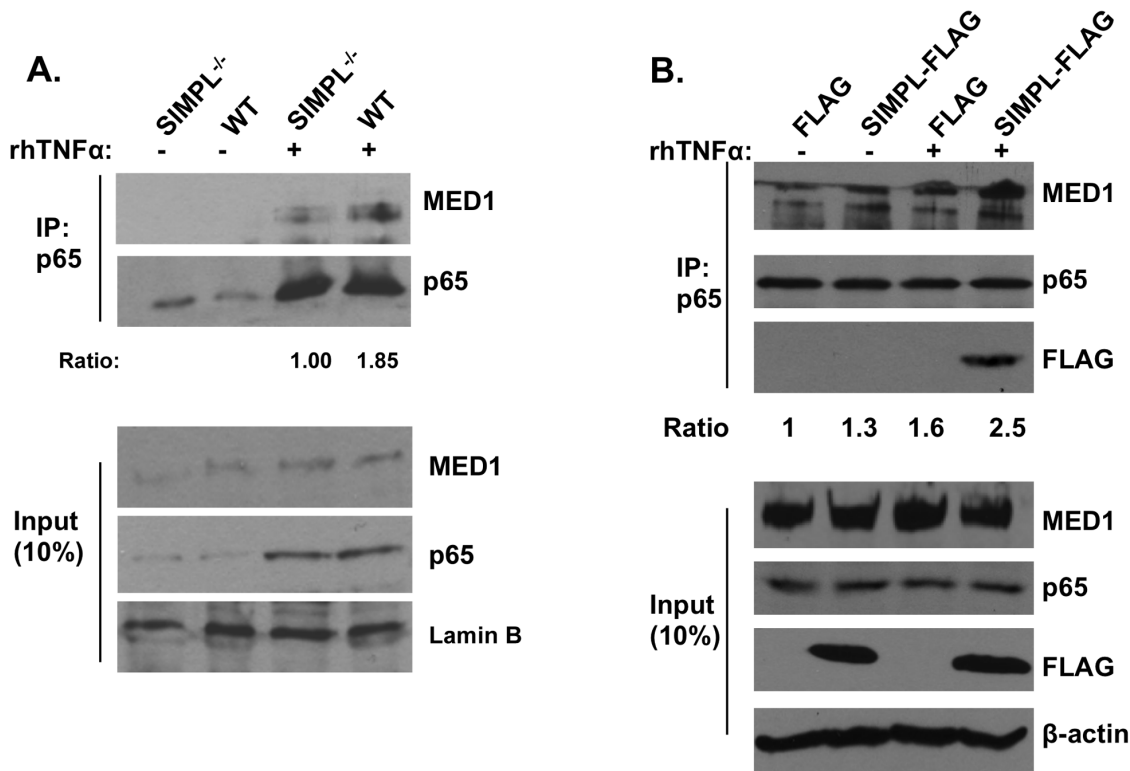 A.
SIMPL-/- WT SIMPL-/- WT
rhTNFα: - - + +
IP: p65
MED1
p65
Ratio: 1.00 1.85
Input (10%)
MED1
p65
Lamin B
B.
FLAG SIMPL-FLAG FLAG SIMPL-FLAG
rhTNFα: - - + +
IP: p65
MED1
p65
FLAG
Ratio 1 1.3 1.6 2.5
Input (10%)
MED1
p65
FLAG
β-actin